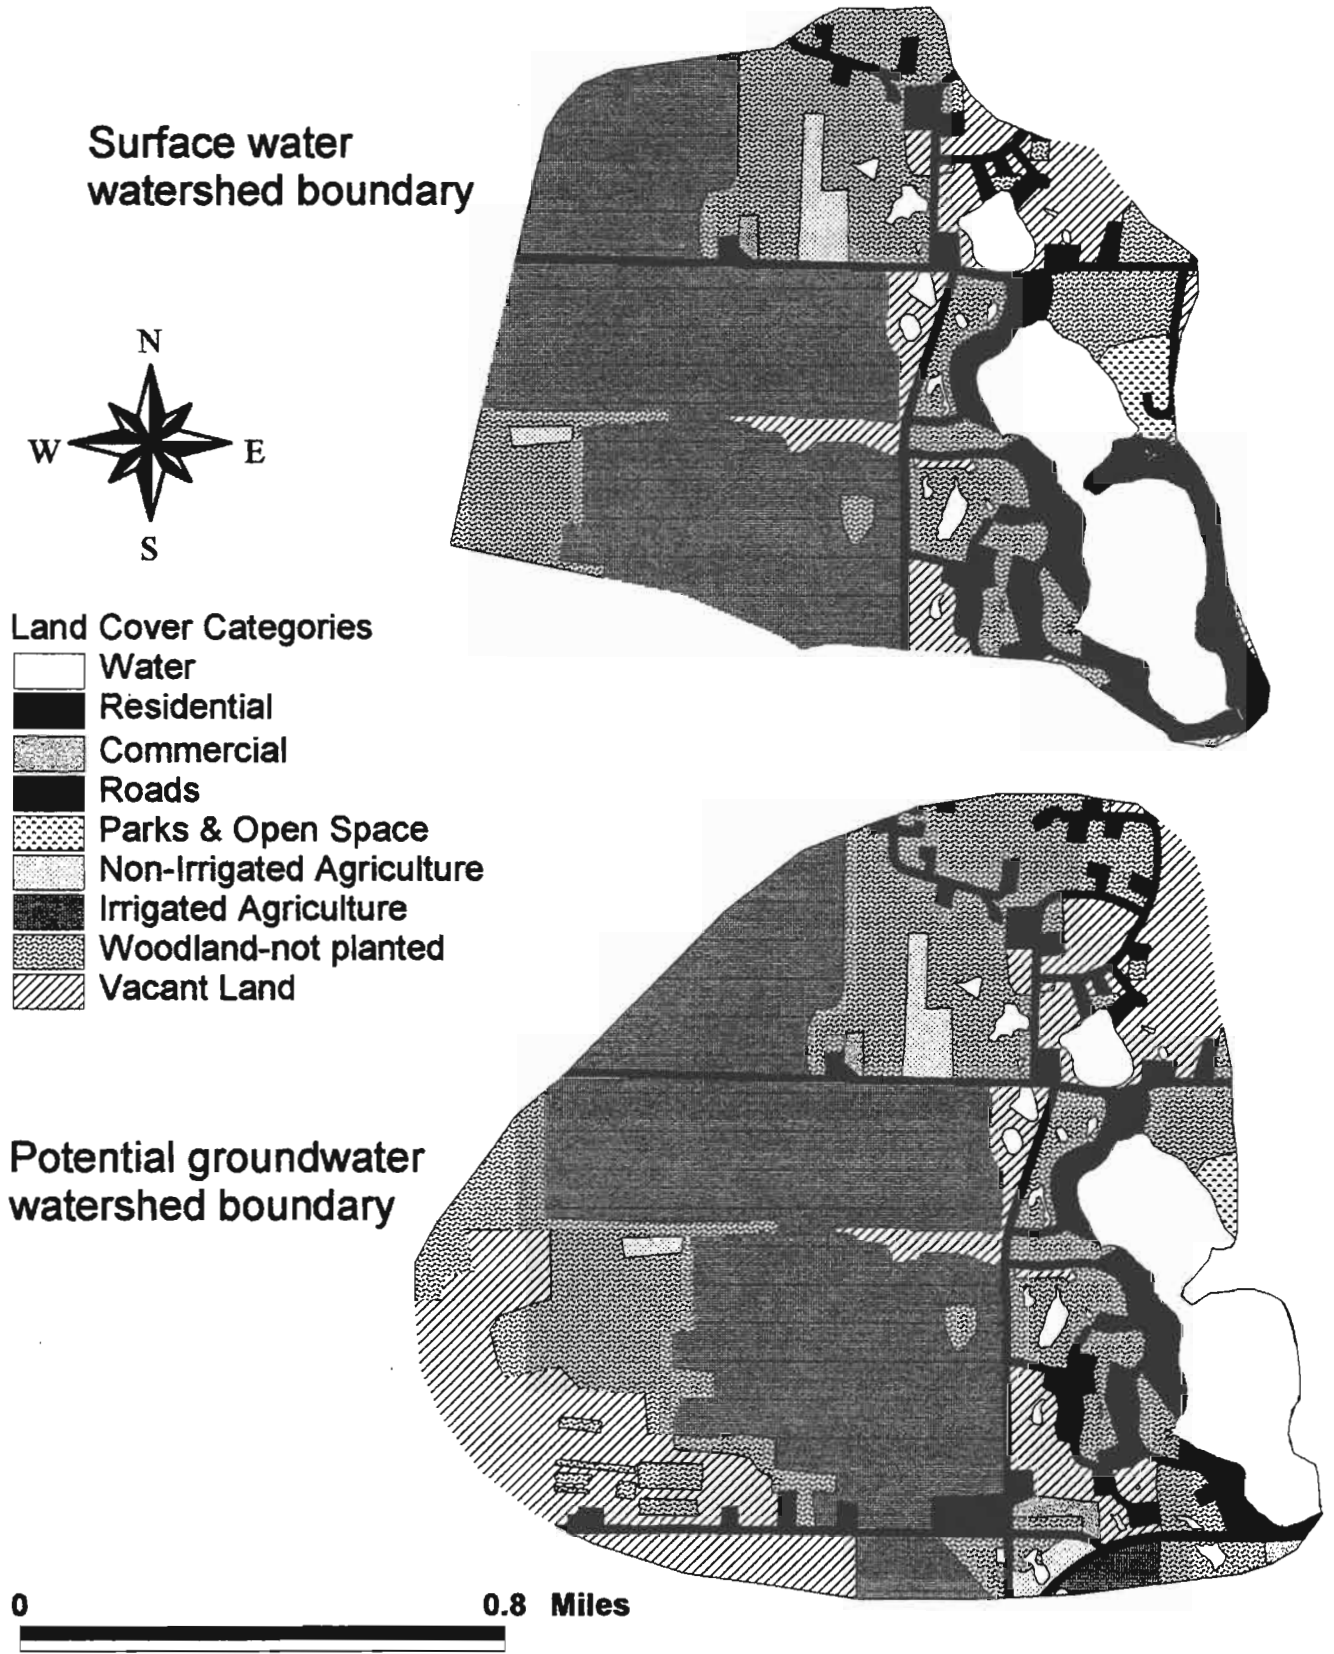 Surface water
watershed boundary
N
W E
S
Land Cover Categories
Water
Residential
Commercial
Roads
Parks & Open Space
Non-Irrigated Agriculture
Irrigated Agriculture
Woodland-not planted
Vacant Land
Potential groundwater
watershed boundary
0 0.8 Miles